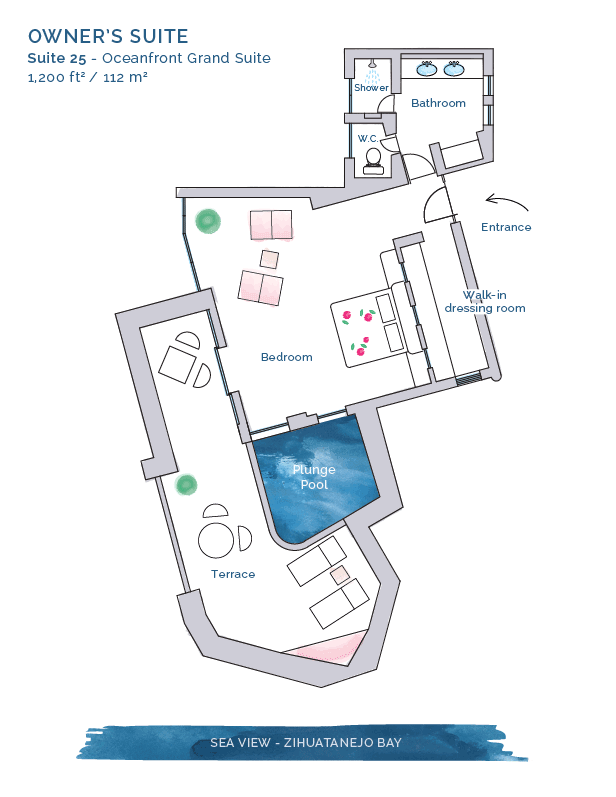 OWNER'S SUITE
Suite 25 - Oceanfront Grand Suite
1,200 ft² / 112 m²
Shower
Bathroom
W.C.
Entrance
Walk-in
dressing room
Bedroom
Plunge
Pool
Terrace
SEA VIEW - ZIHUATANEJO BAY